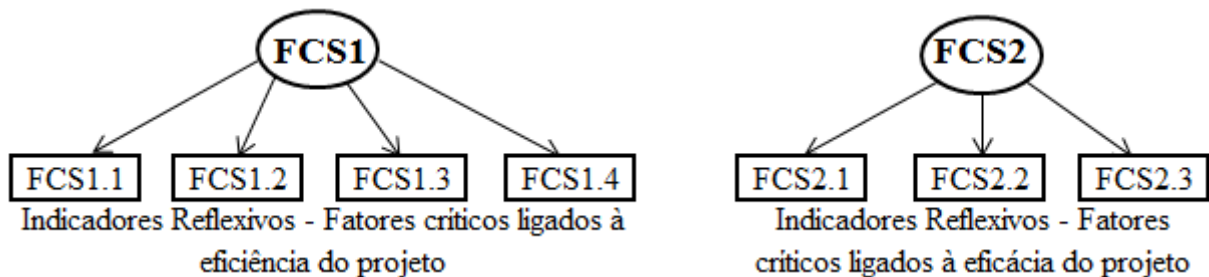 FCS1
FCS1.1 FCS1.2 FCS1.3 FCS1.4
Indicadores Reflexivos - Fatores críticos ligados à
eficiência do projeto
FCS2
FCS2.1 FCS2.2 FCS2.3
Indicadores Reflexivos - Fatores
críticos ligados à eficácia do projeto